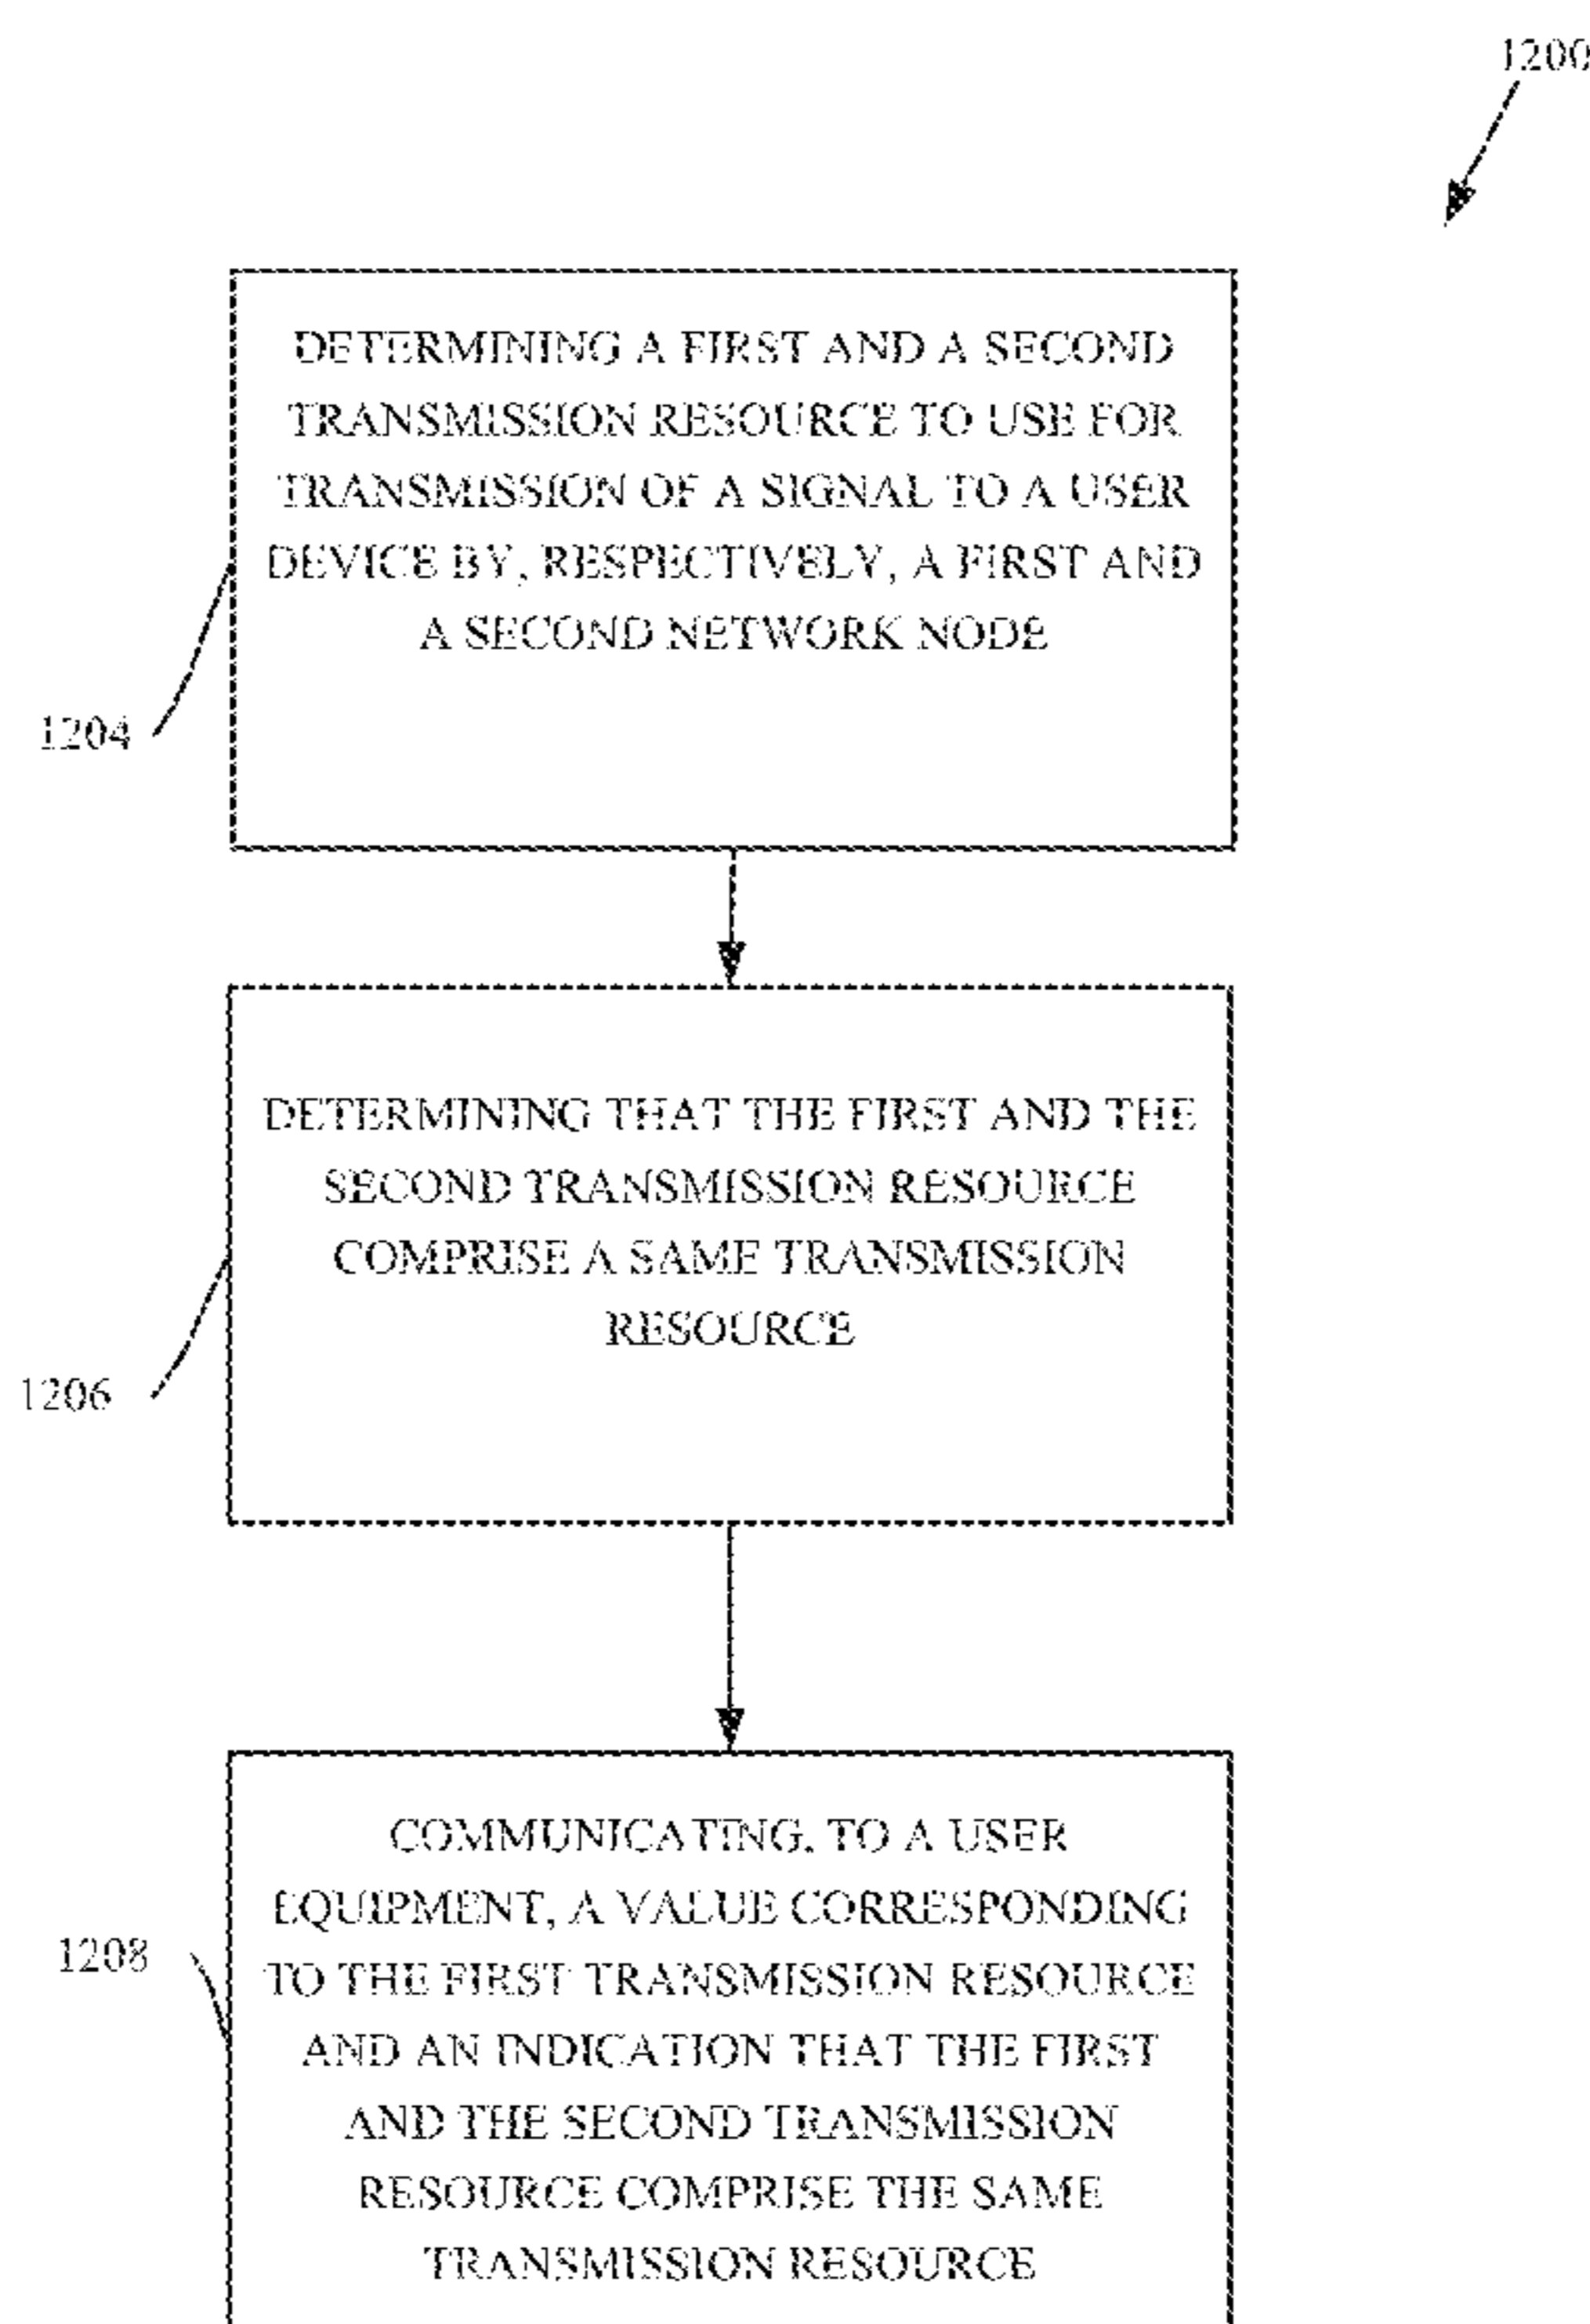 1200
DETERMINING A FIRST AND A SECOND
TRANSMISSION RESOURCE TO USE FOR
TRANSMISSION OF A SIGNAL TO A USER
DEVICE BY, RESPECTIVELY, A FIRST AND
A SECOND NETWORK NODE
1204
DETERMINING THAT THE FIRST AND THE
SECOND TRANSMISSION RESOURCE
COMPRISE A SAME TRANSMISSION
RESOURCE
1206
COMMUNICATING, TO A USER
EQUIPMENT, A VALUE CORRESPONDING
TO THE FIRST TRANSMISSION RESOURCE
AND AN INDICATION THAT THE FIRST
AND THE SECOND TRANSMISSION
RESOURCE COMPRISE THE SAME
TRANSMISSION RESOURCE
1208